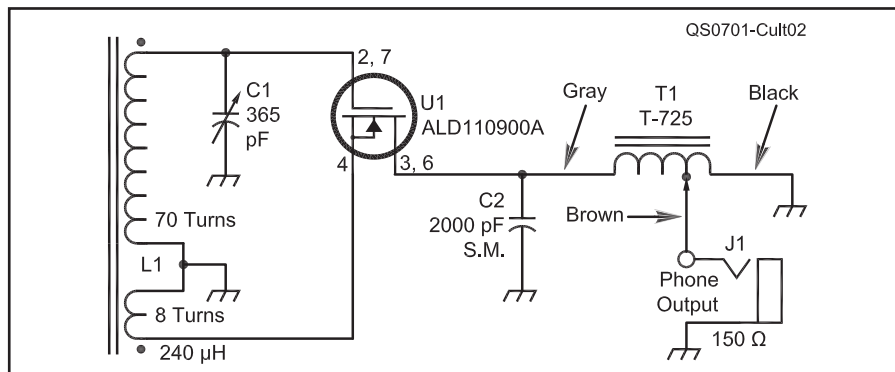 QS0701-Cult02
2, 7
C1
365
pF
U1
ALD110900A
4
3, 6
Gray
T1
T-725
Black
C2
2000 pF
S.M.
Brown
70 Turns
L1
8 Turns
240 μH
J1
Phone
Output
150 Ω